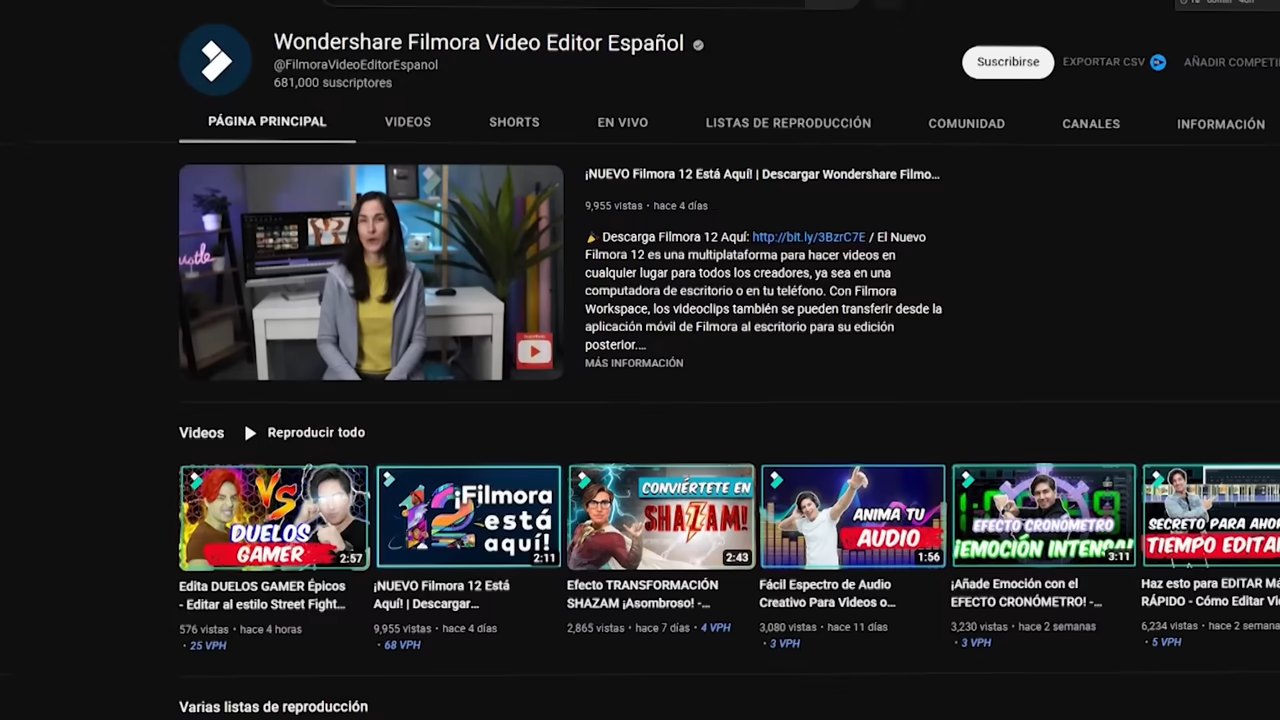 Wondershare Filmora Video Editor Español
@FilmoraVideoEditorEspanol
681,000 suscriptores
Suscribirse
EXPORTAR CSV
AÑADIR COMPETI
PÁGINA PRINCIPAL
VIDEOS
SHORTS
EN VIVO
LISTAS DE REPRODUCCIÓN
COMUNIDAD
CANALES
INFORMACIÓN
¡NUEVO Filmora 12 Está Aquí! | Descargar Wondershare Filmo...
9,955 vistas · hace 4 días
Descarga Filmora 12 Aquí: http://bit.ly/3BzrC7E / El Nuevo
Filmora 12 es una multiplataforma para hacer videos en
cualquier lugar para todos los creadores, ya sea en una
computadora de escritorio o en tu teléfono. Con Filmora
Workspace, los videoclips también se pueden transferir desde la
aplicación móvil de Filmora al escritorio para su edición
posterior....
MÁS INFORMACIÓN
Videos
Reproducir todo
VS
DUELOS
GAMER
2:57
12 ¡Filmora
está
aquí!
2:11
CONVIÉRTETE EN
SHAZAM!
2:43
ANIMA TU
AUDIO
1:56
EFECTO CRONÓMETRO
¡EMOCIÓN INTENSA!
3:11
SECRETO PARA AHOR
TIEMPO EDITAN
Edita DUELOS GAMER Épicos
- Editar al estilo Street Fight...
576 vistas · hace 4 horas
· 25 VPH
¡NUEVO Filmora 12 Está
Aquí! | Descargar...
9,955 vistas · hace 4 días
· 68 VPH
Efecto TRANSFORMACIÓN
SHAZAM ¡Asombroso! -...
2,865 vistas · hace 7 días · 4 VPH
Fácil Espectro de Audio
Creativo Para Videos o...
3,080 vistas · hace 11 días
· 3 VPH
¡Añade Emoción con el
EFECTO CRONÓMETRO! -...
3,230 vistas · hace 2 semanas
· 3 VPH
Haz esto para EDITAR Má
RÁPIDO - Cómo Editar Vi
6,234 vistas · hace 2 semana
· 5 VPH
Varias listas de reproducción